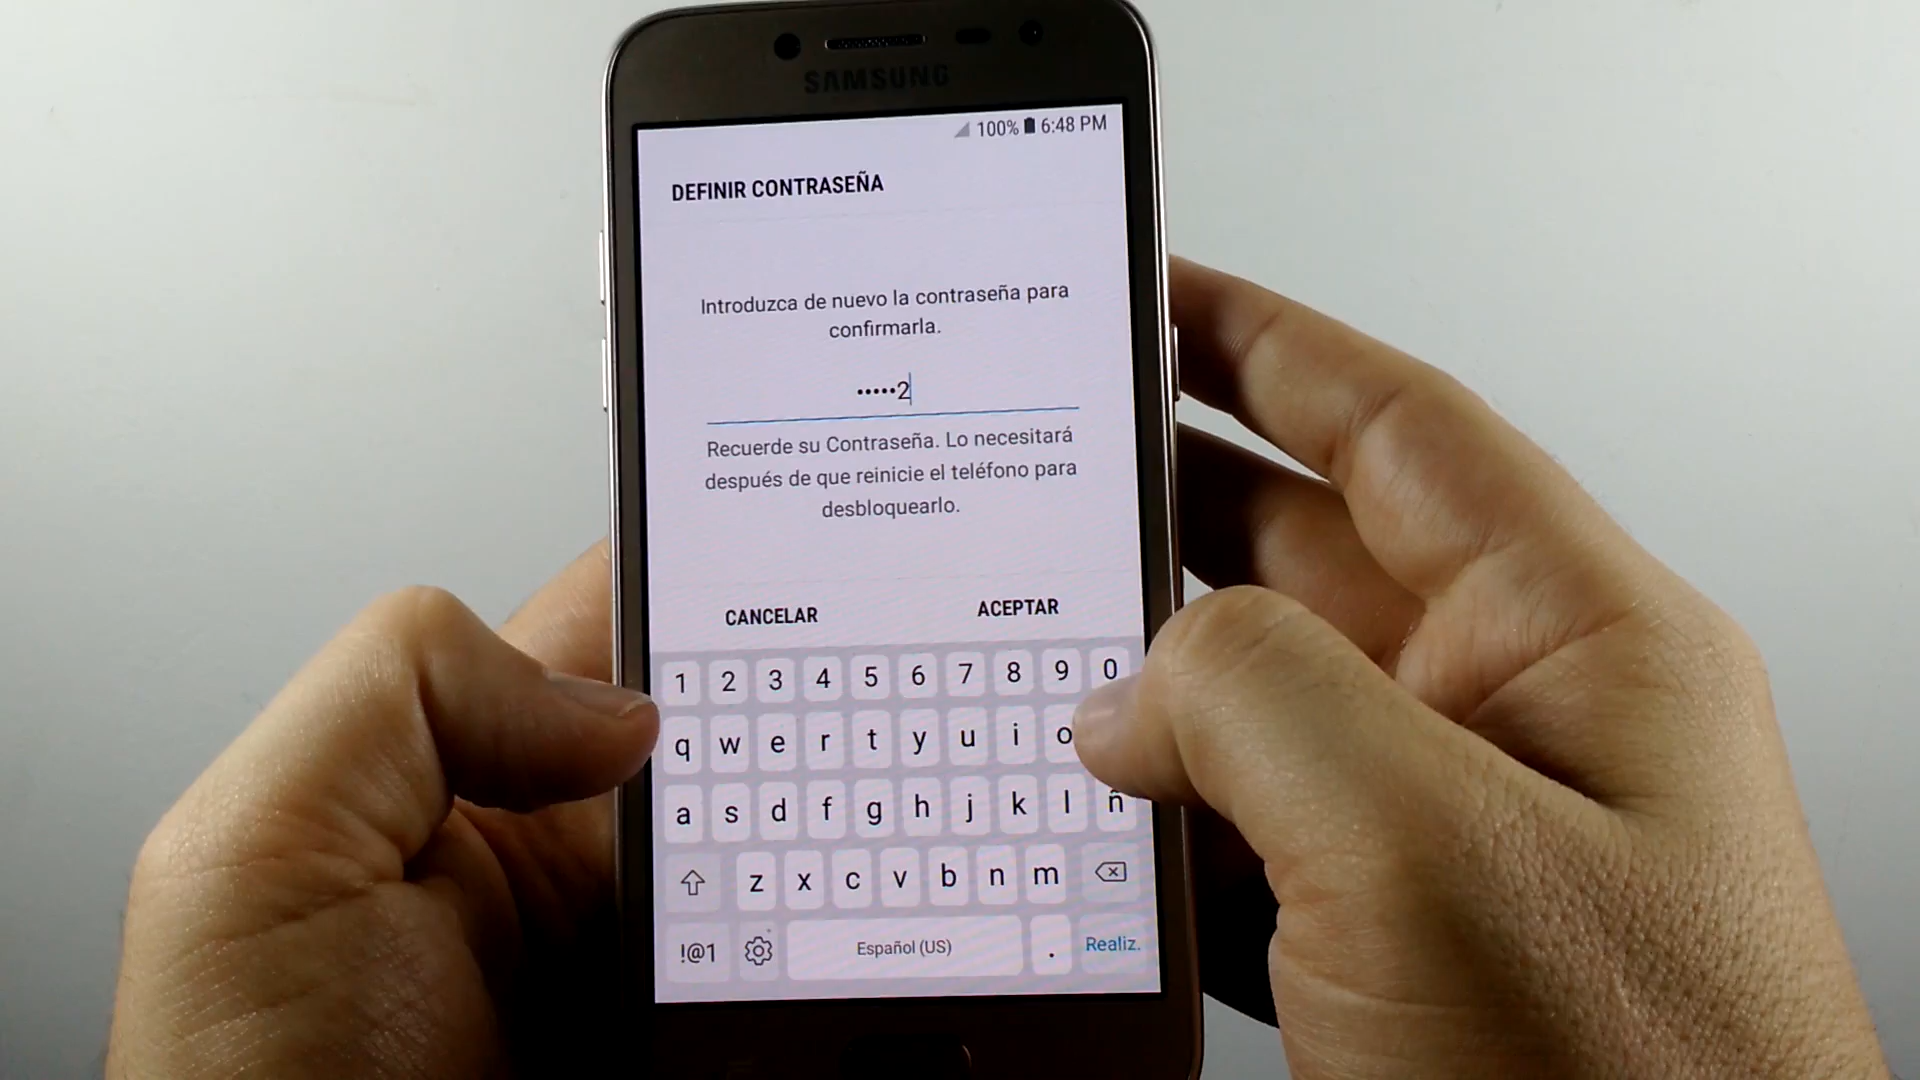 SAMSUNG
100% 6:48 PM
DEFINIR CONTRASEÑA
Introduzca de nuevo la contraseña para
confirmarla.
•••••2
Recuerde su Contraseña. Lo necesitará
después de que reinicie el teléfono para
desbloquearlo.
CANCELAR ACEPTAR
1 2 3 4 5 6 7 8 9 0
q w e r t y u i o
a s d f g h j k l ñ
z x c v b n m
!@1 Español (US) . Realiz.